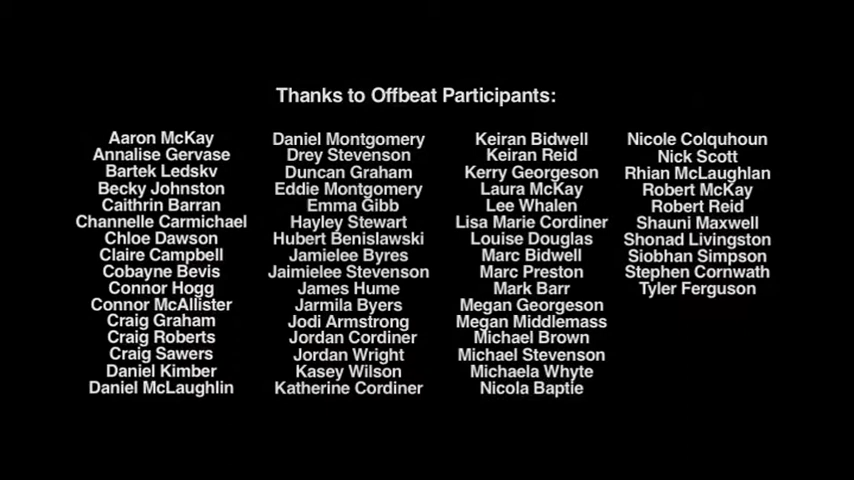 Thanks to Offbeat Participants:
Aaron McKay
Annalise Gervase
Bartek Ledskv
Becky Johnston
Caithrin Barran
Channelle Carmichael
Chloe Dawson
Claire Campbell
Cobayne Bevis
Connor Hogg
Connor McAllister
Craig Graham
Craig Roberts
Craig Sawers
Daniel Kimber
Daniel McLaughlin
Daniel Montgomery
Drey Stevenson
Duncan Graham
Eddie Montgomery
Emma Gibb
Hayley Stewart
Hubert Benislawski
Jamielee Byres
Jaimielee Stevenson
James Hume
Jarmila Byers
Jodi Armstrong
Jordan Cordiner
Jordan Wright
Kasey Wilson
Katherine Cordiner
Keiran Bidwell
Keiran Reid
Kerry Georgeson
Laura McKay
Lee Whalen
Lisa Marie Cordiner
Louise Douglas
Marc Bidwell
Marc Preston
Mark Barr
Megan Georgeson
Megan Middlemass
Michael Brown
Michael Stevenson
Michaela Whyte
Nicola Baptie
Nicole Colquhoun
Nick Scott
Rhian McLaughlan
Robert McKay
Robert Reid
Shauni Maxwell
Shonad Livingston
Siobhan Simpson
Stephen Cornwath
Tyler Ferguson